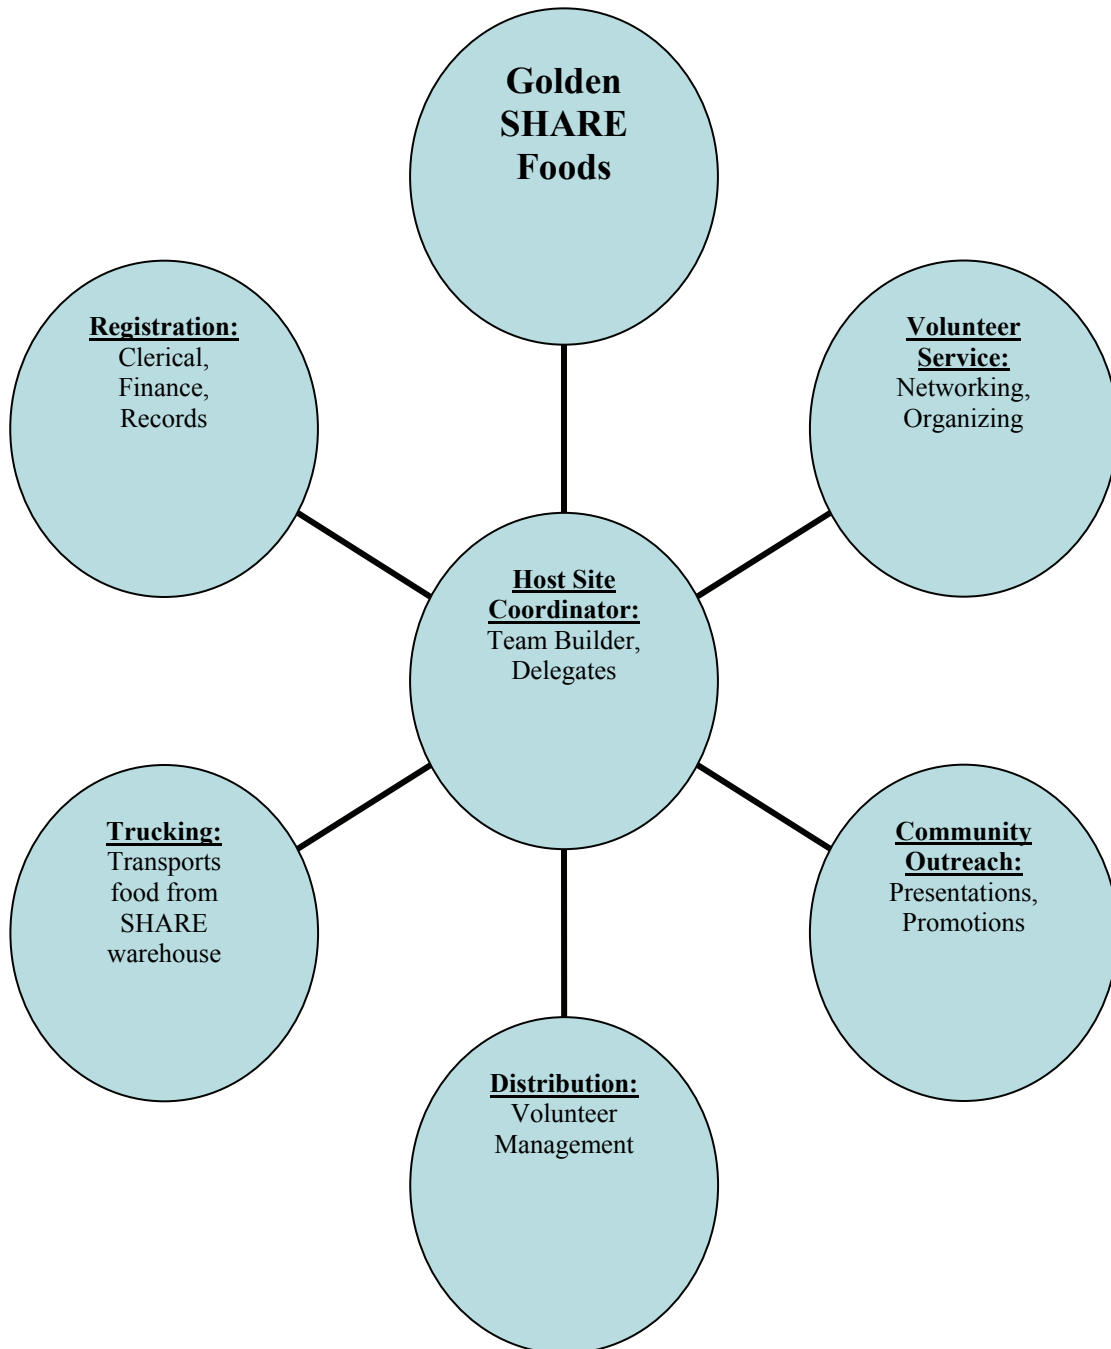 Golden
SHARE
Foods
Registration:
Clerical,
Finance,
Records
Volunteer
Service:
Networking,
Organizing
Host Site
Coordinator:
Team Builder,
Delegates
Trucking:
Transports
food from
SHARE
warehouse
Community
Outreach:
Presentations,
Promotions
Distribution:
Volunteer
Management